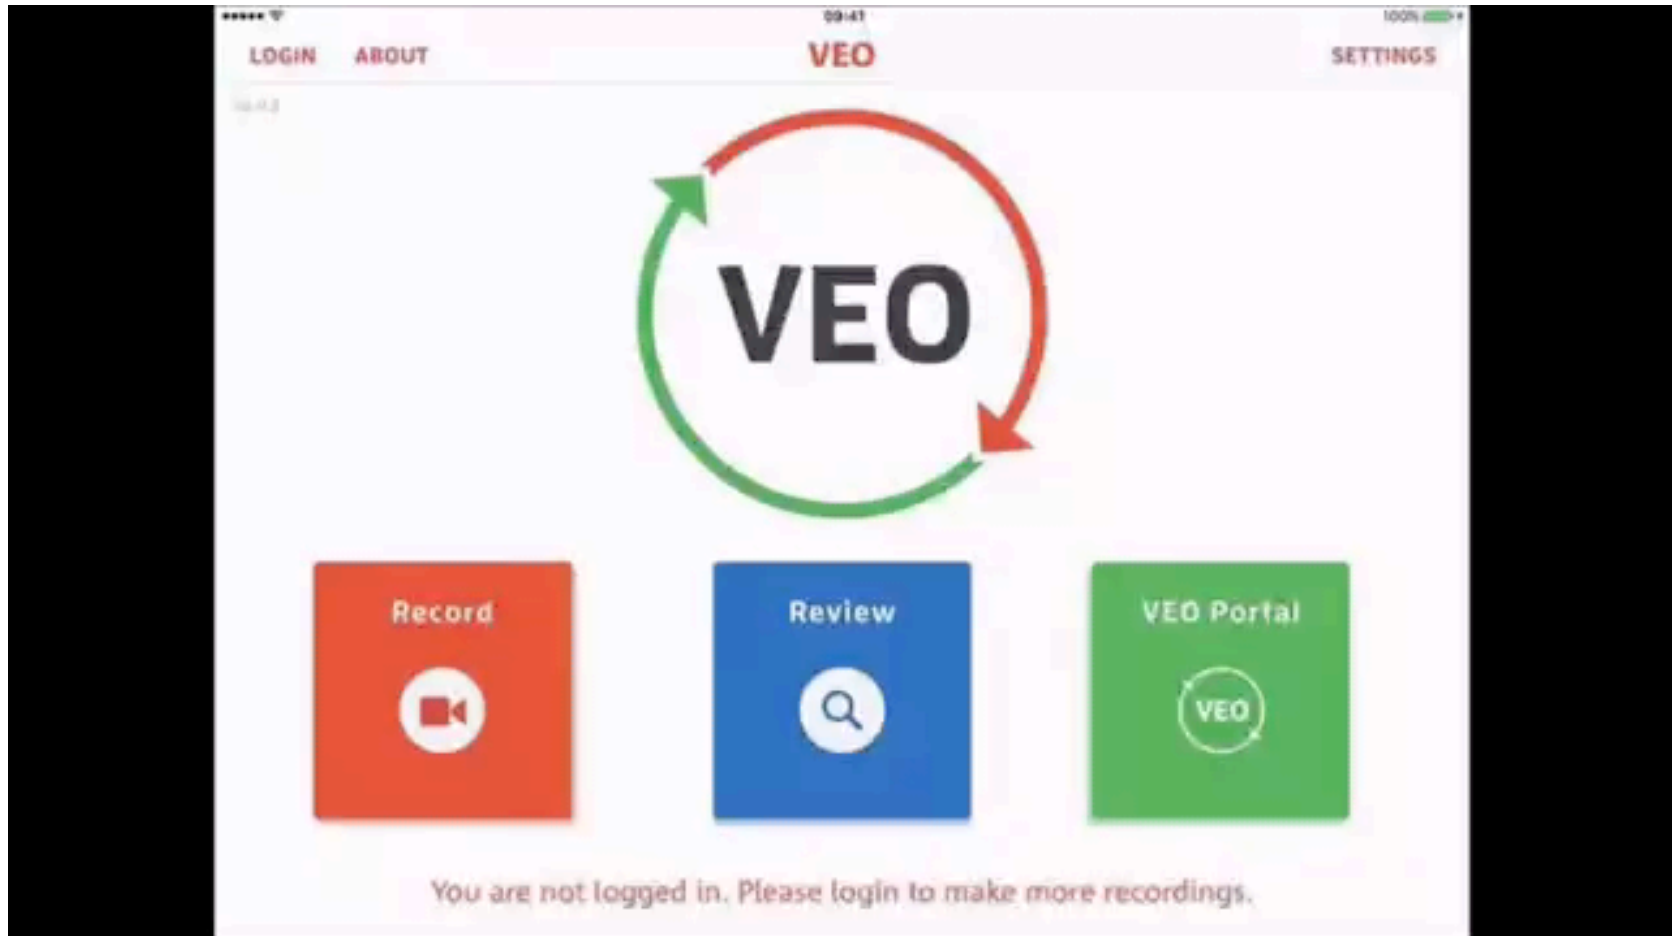 09:41
100%
LOGIN ABOUT VEO SETTINGS
VEO
Record Review VEO Portal
VEO
You are not logged in. Please login to make more recordings.